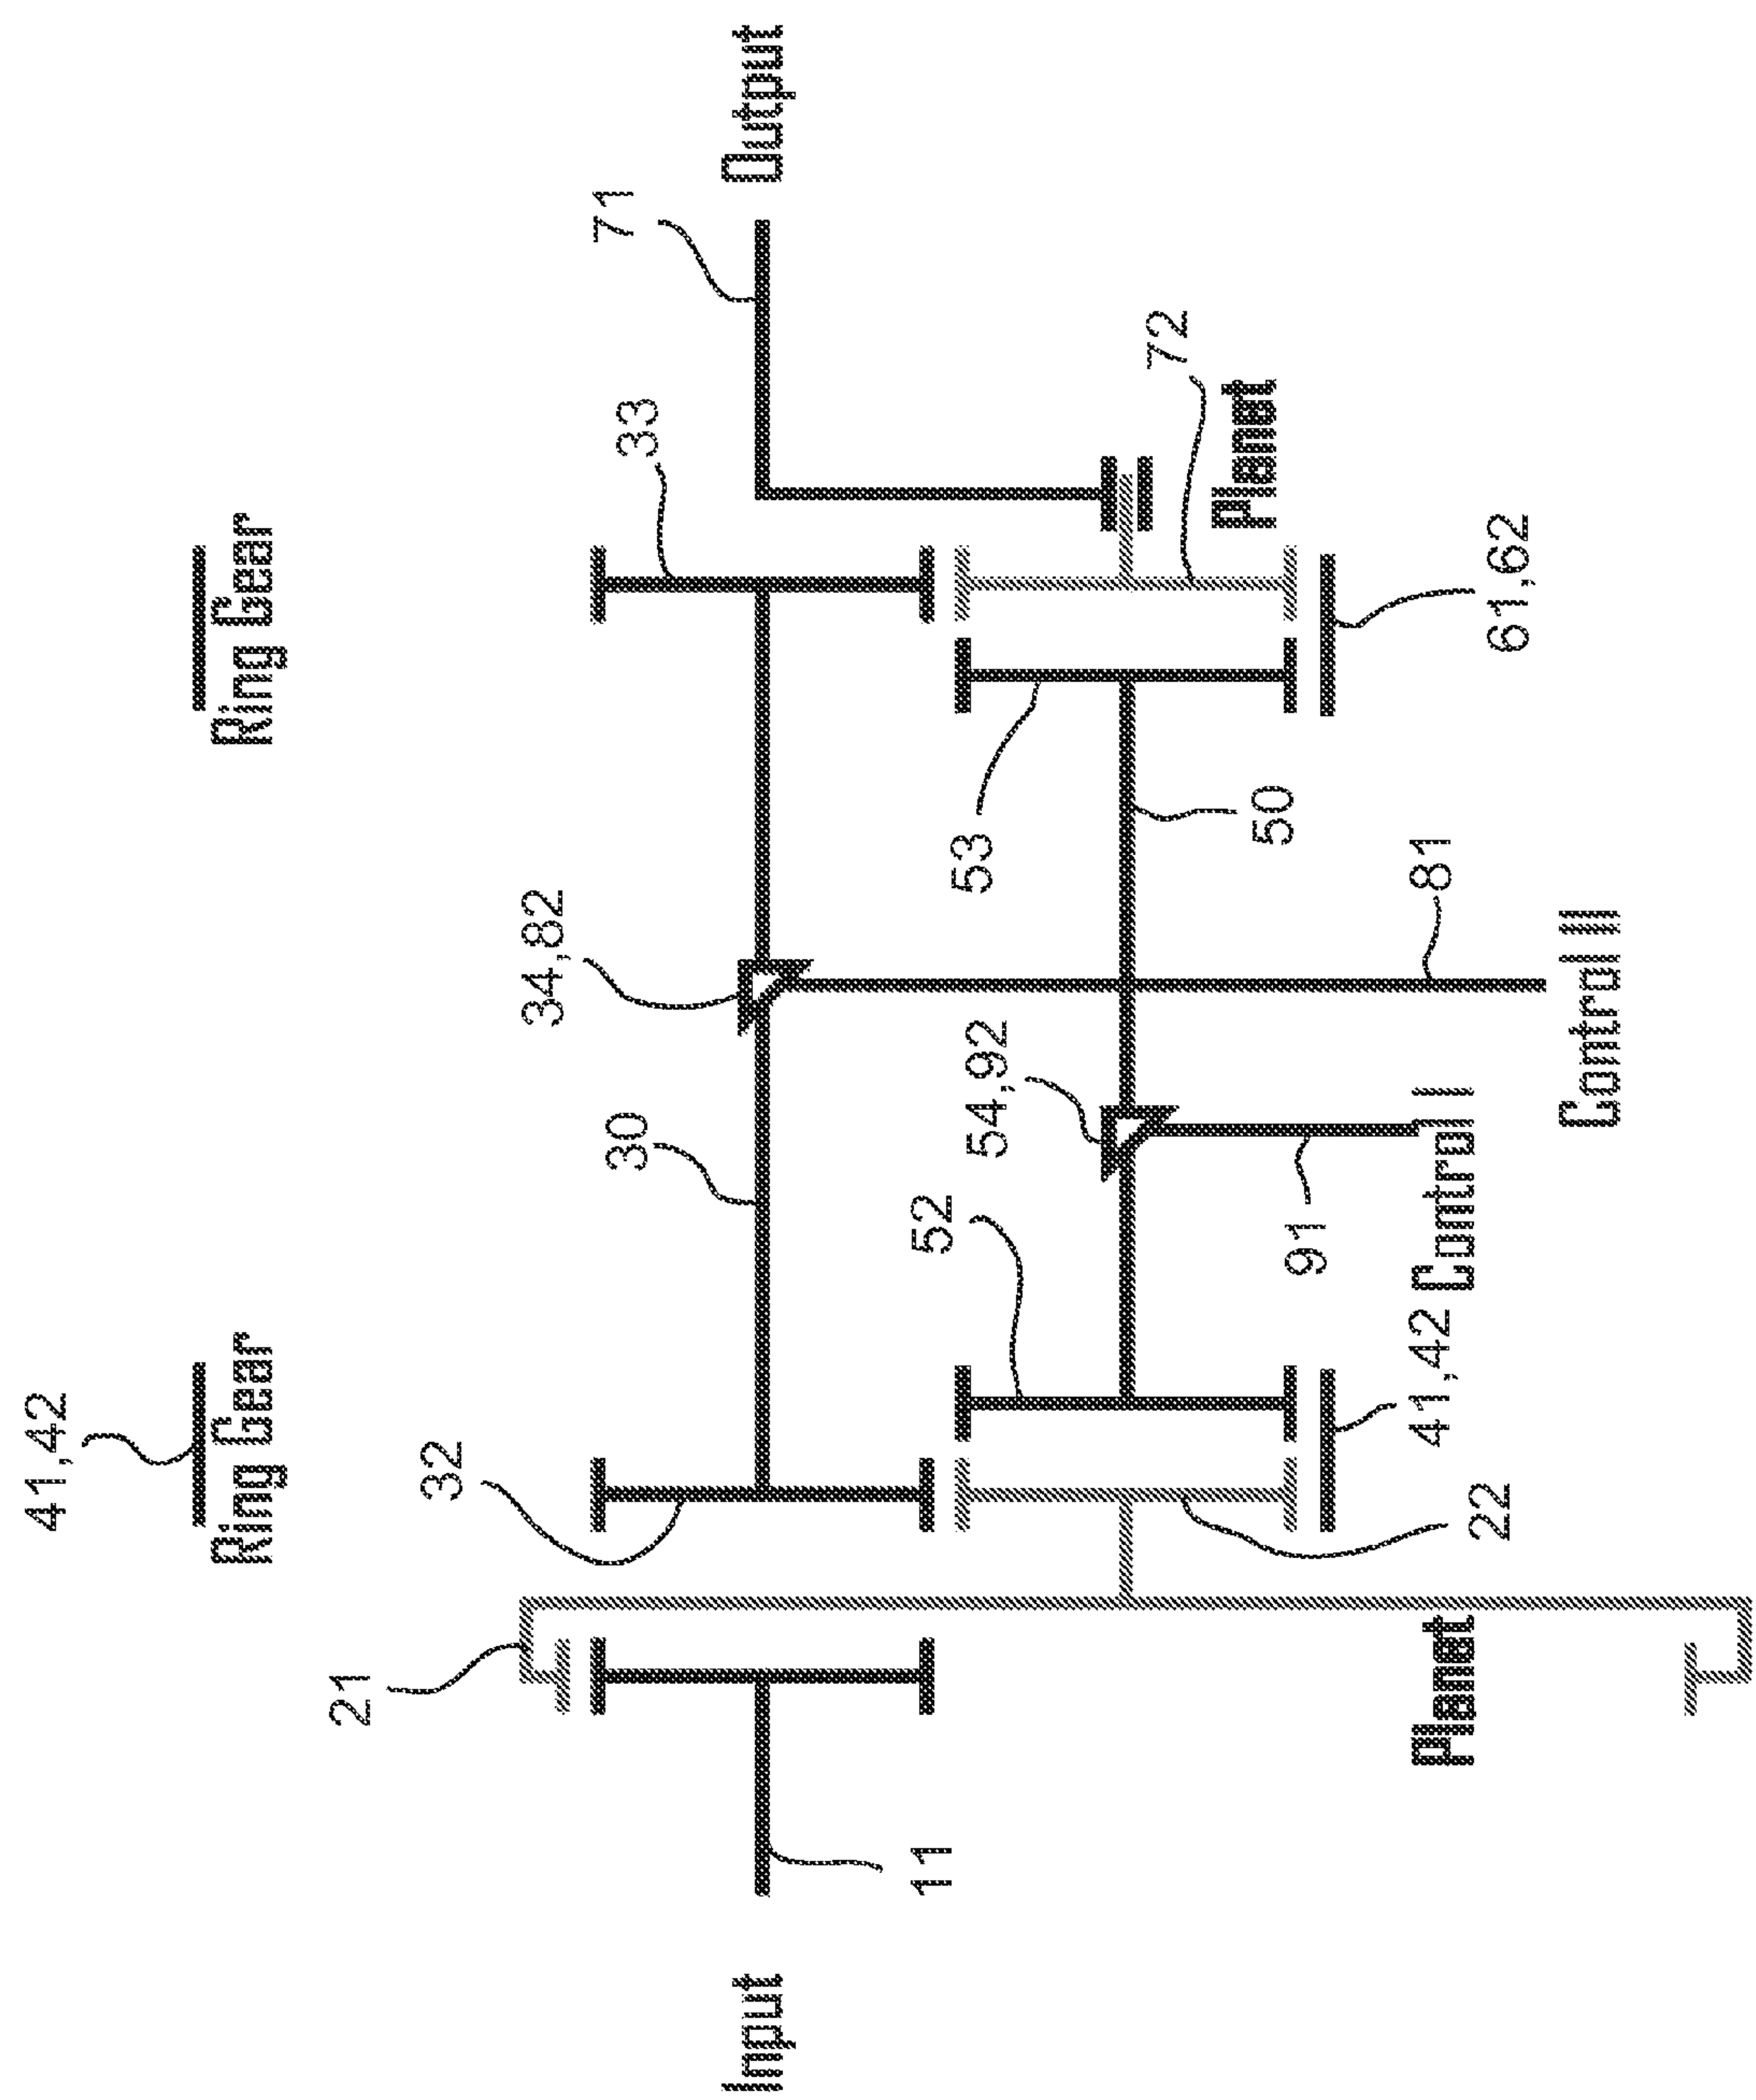 41,42
Ring Gear
Ring Gear
21
32
34,82
30
33
71
Input
Output
11
52
54,92
53
72
Planet
50
91
Planet
41,42
Control I
81
22
61,62
Control II